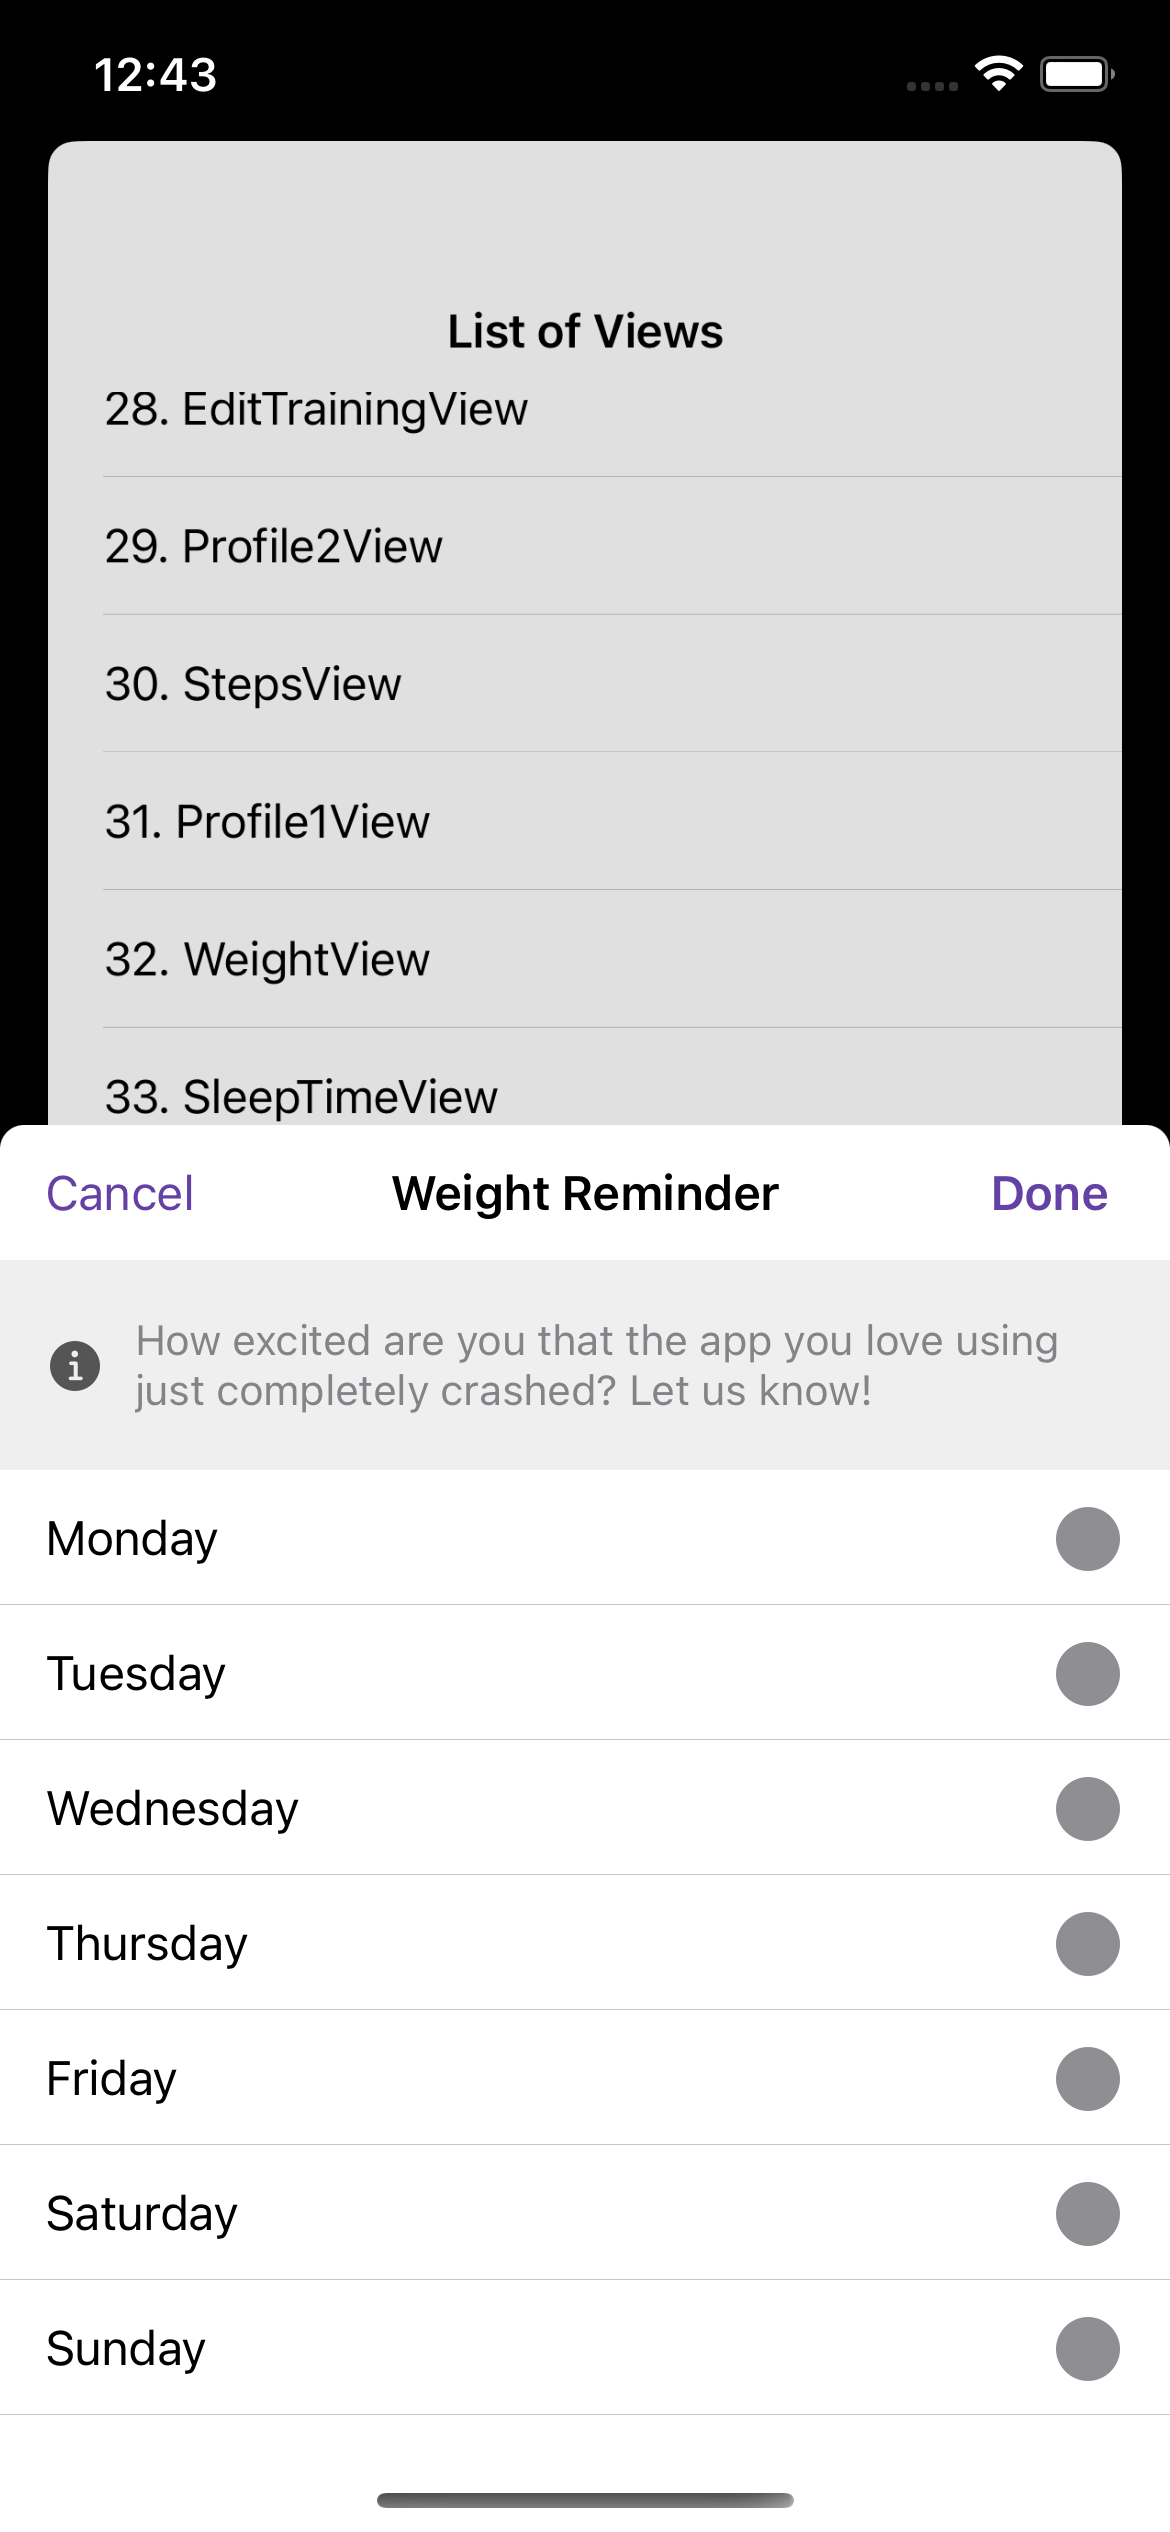 12:43
List of Views
28. EditTrainingView
29. Profile2View
30. StepsView
31. Profile1View
32. WeightView
33. SleepTimeView
Cancel
Weight Reminder
Done
How excited are you that the app you love using
just completely crashed? Let us know!
Monday
Tuesday
Wednesday
Thursday
Friday
Saturday
Sunday